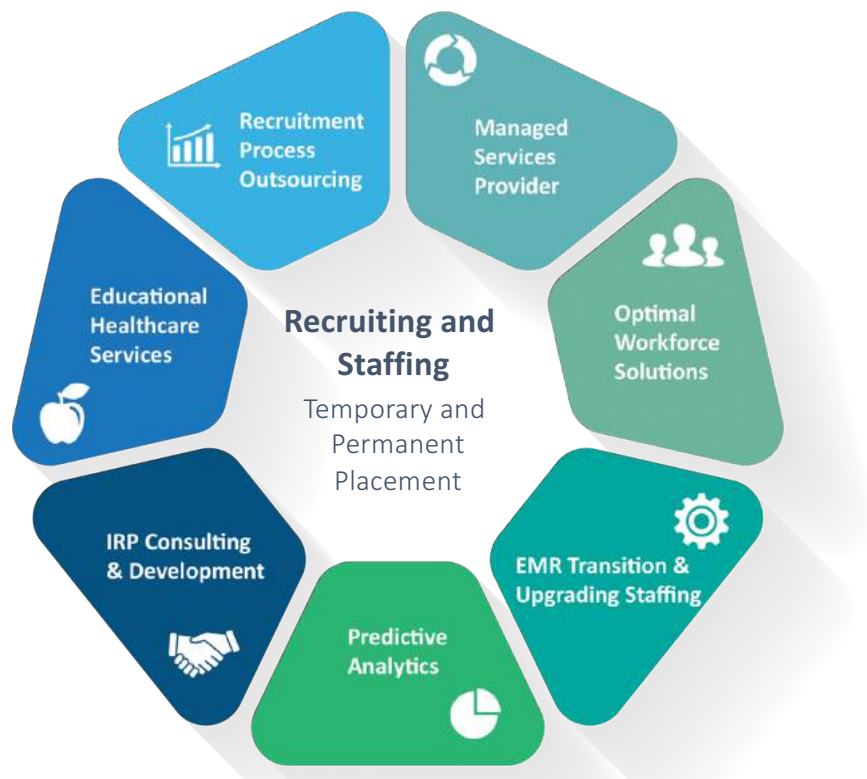 Recruitment
Process
Outsourcing
Managed
Services
Provider
Educational
Healthcare
Services
Recruiting and
Staffing
Temporary and
Permanent
Placement
Optimal
Workforce
Solutions
IRP Consulting
& Development
EMR Transition &
Upgrading Staffing
Predictive
Analytics